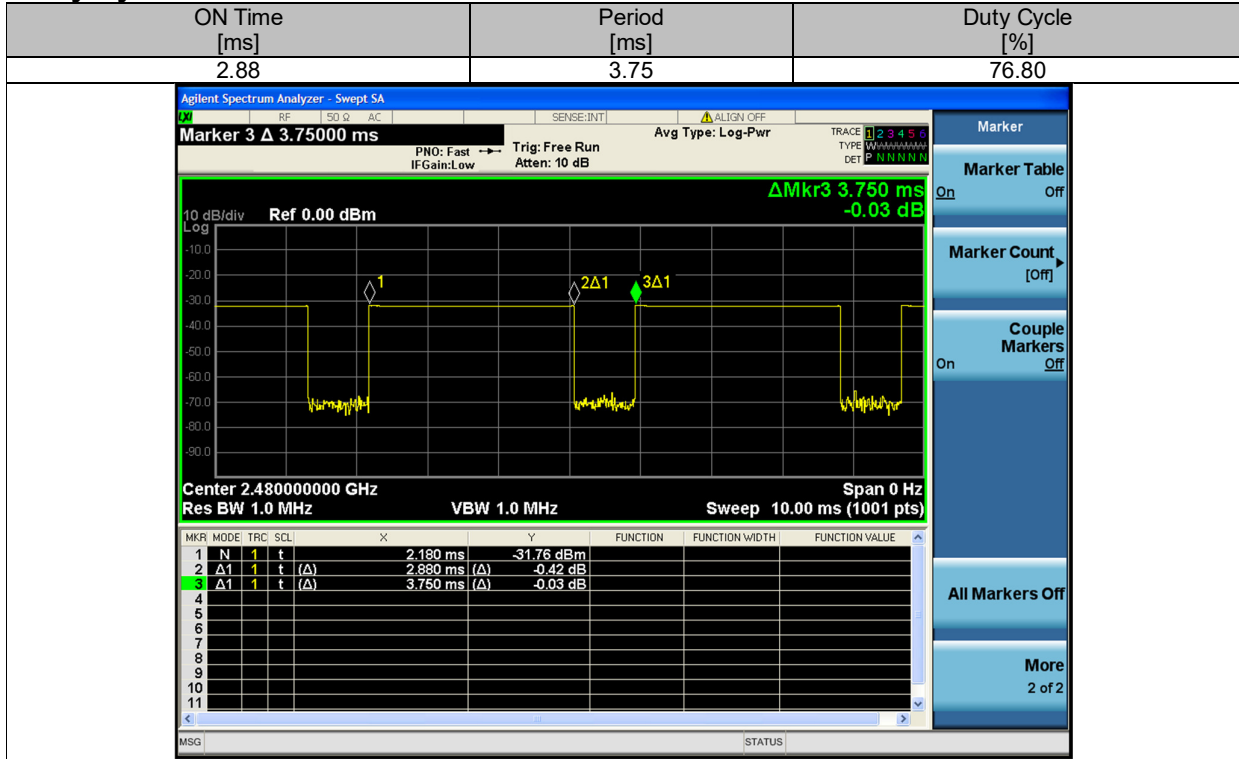 ON Time Period Duty Cycle
[ms] [ms] [%]
2.88 3.75 76.80
Agilent Spectrum Analyzer - Swept SA
LXI RF 50 Ω AC SENSE:INT ALIGN OFF
Marker 3 Δ 3.75000 ms
PNO: Fast
IFGain:Low
Trig: Free Run
Atten: 10 dB
Avg Type: Log-Pwr
TRACE 1 2 3 4 5 6
TYPE WWWWWW
DET P N N N N N
ΔMkr3 3.750 ms
-0.03 dB
10 dB/div Ref 0.00 dBm
Log
-10.0
-20.0
-30.0
-40.0
-50.0
-60.0
-70.0
-80.0
-90.0
1
2Δ1
3Δ1
Center 2.480000000 GHz Span 0 Hz
Res BW 1.0 MHz VBW 1.0 MHz Sweep 10.00 ms (1001 pts)
MKR MODE TRC SCL X Y FUNCTION FUNCTION WIDTH FUNCTION VALUE
1 N 1 t 2.180 ms -31.76 dBm
2 Δ1 1 t (Δ) 2.880 ms (Δ) -0.42 dB
3 Δ1 1 t (Δ) 3.750 ms (Δ) -0.03 dB
4
5
6
7
8
9
10
11
MSG STATUS
Marker
Marker Table
On Off
Marker Count
[Off]
Couple
Markers
On Off
All Markers Off
More
2 of 2